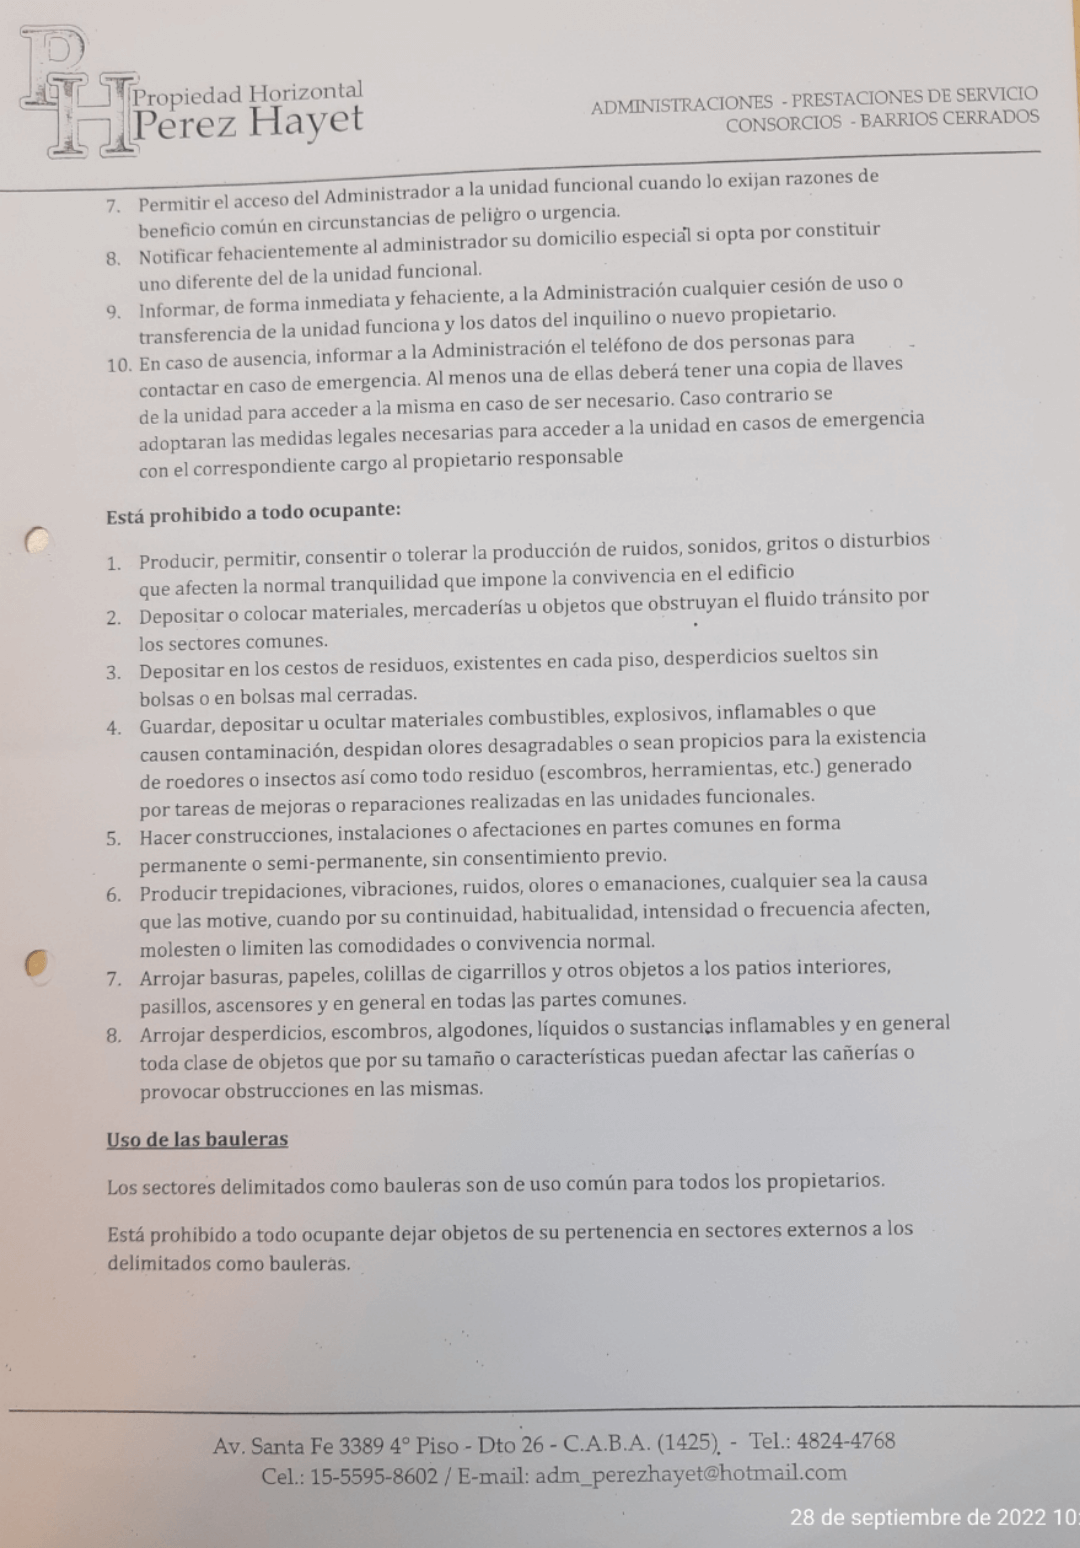 PH
Propiedad Horizontal
Perez Hayet
ADMINISTRACIONES - PRESTACIONES DE SERVICIO
CONSORCIOS - BARRIOS CERRADOS
7. Permitir el acceso del Administrador a la unidad funcional cuando lo exijan razones de
beneficio común en circunstancias de peligro o urgencia.
8. Notificar fehacientemente al administrador su domicilio especial si opta por constituir
uno diferente del de la unidad funcional.
9. Informar, de forma inmediata y fehaciente, a la Administración cualquier cesión de uso o
transferencia de la unidad funciona y los datos del inquilino o nuevo propietario.
10. En caso de ausencia, informar a la Administración el teléfono de dos personas para
contactar en caso de emergencia. Al menos una de ellas deberá tener una copia de llaves
de la unidad para acceder a la misma en caso de ser necesario. Caso contrario se
adoptaran las medidas legales necesarias para acceder a la unidad en casos de emergencia
con el correspondiente cargo al propietario responsable
Está prohibido a todo ocupante:
1. Producir, permitir, consentir o tolerar la producción de ruidos, sonidos, gritos o disturbios
que afecten la normal tranquilidad que impone la convivencia en el edificio
2. Depositar o colocar materiales, mercaderías u objetos que obstruyan el fluido tránsito por
los sectores comunes.
3. Depositar en los cestos de residuos, existentes en cada piso, desperdicios sueltos sin
bolsas o en bolsas mal cerradas.
4. Guardar, depositar u ocultar materiales combustibles, explosivos, inflamables o que
causen contaminación, despidan olores desagradables o sean propicios para la existencia
de roedores o insectos así como todo residuo (escombros, herramientas, etc.) generado
por tareas de mejoras o reparaciones realizadas en las unidades funcionales.
5. Hacer construcciones, instalaciones o afectaciones en partes comunes en forma
permanente o semi-permanente, sin consentimiento previo.
6. Producir trepidaciones, vibraciones, ruidos, olores o emanaciones, cualquier sea la causa
que las motive, cuando por su continuidad, habitualidad, intensidad o frecuencia afecten,
molesten o limiten las comodidades o convivencia normal.
7. Arrojar basuras, papeles, colillas de cigarrillos y otros objetos a los patios interiores,
pasillos, ascensores y en general en todas las partes comunes.
8. Arrojar desperdicios, escombros, algodones, líquidos o sustancias inflamables y en general
toda clase de objetos que por su tamaño o características puedan afectar las cañerías o
provocar obstrucciones en las mismas.
Uso de las bauleras
Los sectores delimitados como bauleras son de uso común para todos los propietarios.
Está prohibido a todo ocupante dejar objetos de su pertenencia en sectores externos a los
delimitados como bauleras.
Av. Santa Fe 3389 4° Piso - Dto 26 - C.A.B.A. (1425) - Tel.: 4824-4768
Cel.: 15-5595-8602 / E-mail: adm_perezhayet@hotmail.com
28 de septiembre de 2022 10: